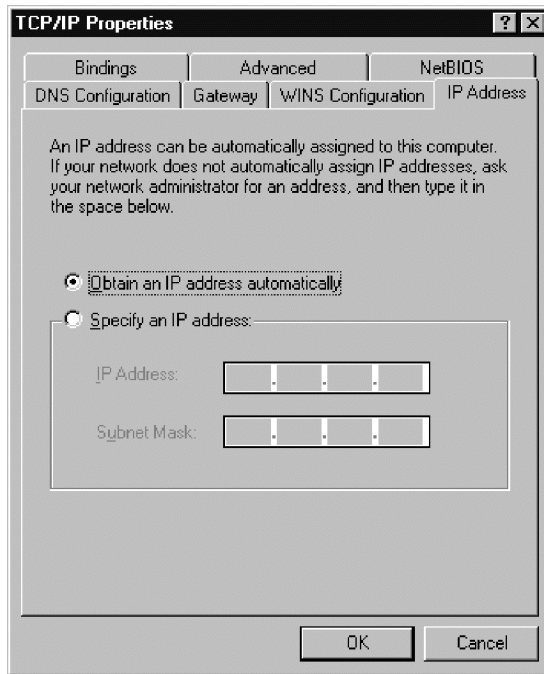 TCP/IP Properties
Bindings
Advanced
NetBIOS
DNS Configuration
Gateway
WINS Configuration
IP Address
An IP address can be automatically assigned to this computer.
If your network does not automatically assign IP addresses, ask
your network administrator for an address, and then type it in
the space below.
Obtain an IP address automatically
Specify an IP address:
IP Address:
Subnet Mask:
OK
Cancel